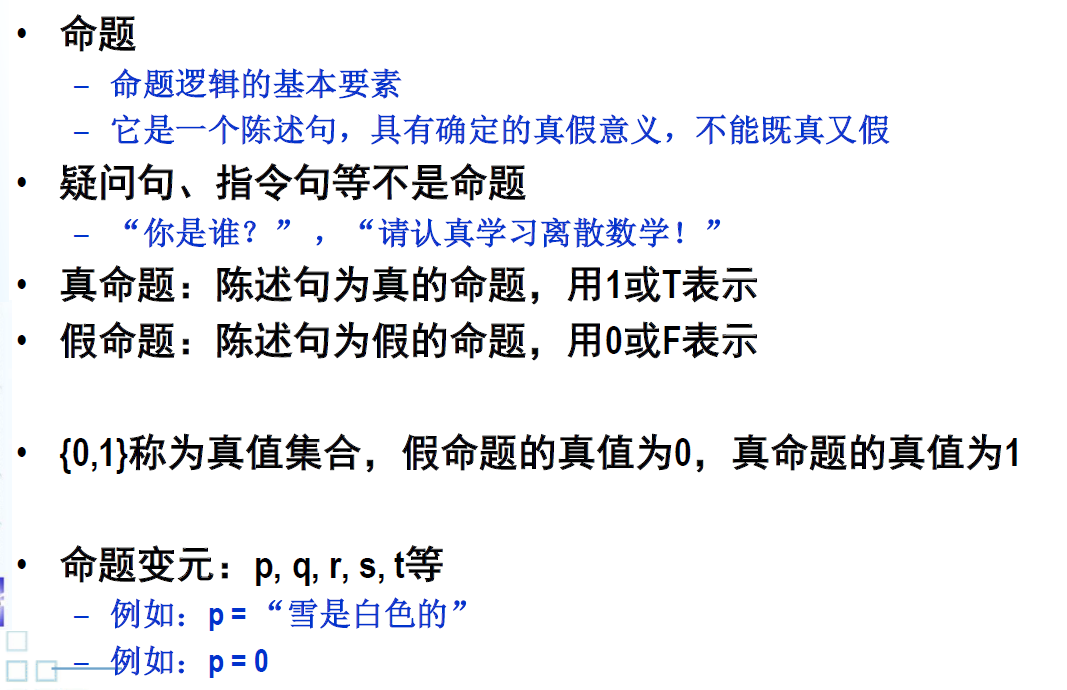 • 命题
– 命题逻辑的基本要素
– 它是一个陈述句，具有确定的真假意义，不能既真又假
• 疑问句、指令句等不是命题
– “你是谁？”，“请认真学习离散数学！”
• 真命题：陈述句为真的命题，用1或T表示
• 假命题：陈述句为假的命题，用0或F表示
• {0,1}称为真值集合，假命题的真值为0，真命题的真值为1
• 命题变元：p, q, r, s, t等
– 例如：p = “雪是白色的”
– 例如：p = 0